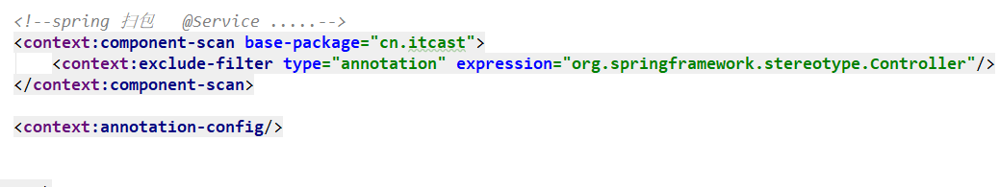 <!--spring 扫包   @Service .....-->
<context:component-scan base-package="cn.itcast">
    <context:exclude-filter type="annotation" expression="org.springframework.stereotype.Controller"/>
</context:component-scan>
<context:annotation-config/>